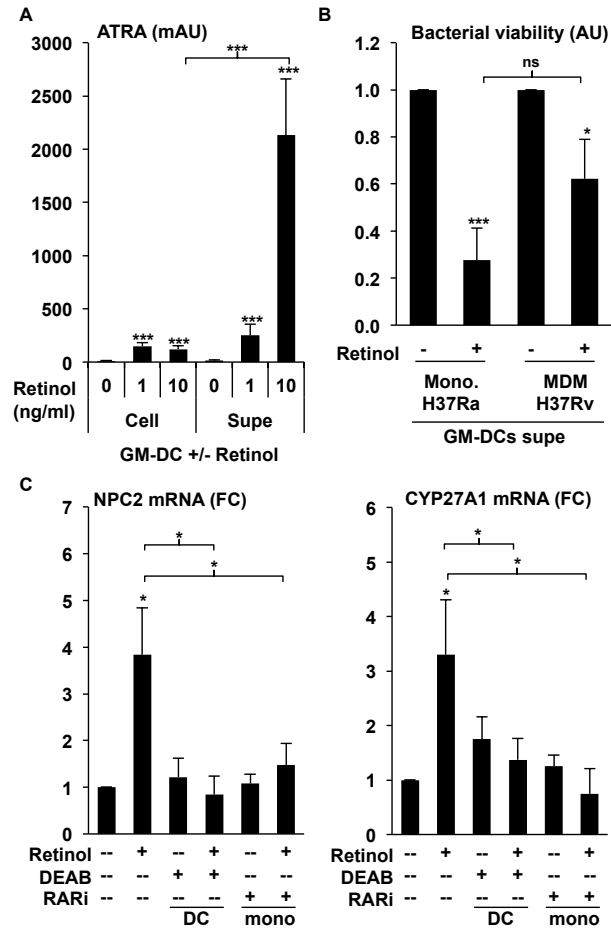 A
ATRA (mAU)
3000
2500
2000
1500
1000
500
0
***
***
***
***
***
***
Retinol
(ng/ml)
0 1 10 0 1 10
Cell Supe
GM-DC +/- Retinol
B
Bacterial viability (AU)
1.2
1.0
0.8
0.6
0.4
0.2
0.0
ns
***
*
Retinol - + - +
Mono. MDM
H37Ra H37Rv
GM-DCs supe
C
NPC2 mRNA (FC)
7
6
5
4
3
2
1
0
*
*
*
Retinol -- + -- + -- +
DEAB -- -- + + -- --
RARi -- -- -- -- + +
DC mono
CYP27A1 mRNA (FC)
6
5
4
3
2
1
0
*
*
*
Retinol -- + -- + -- +
DEAB -- -- + + -- --
RARi -- -- -- -- + +
DC mono